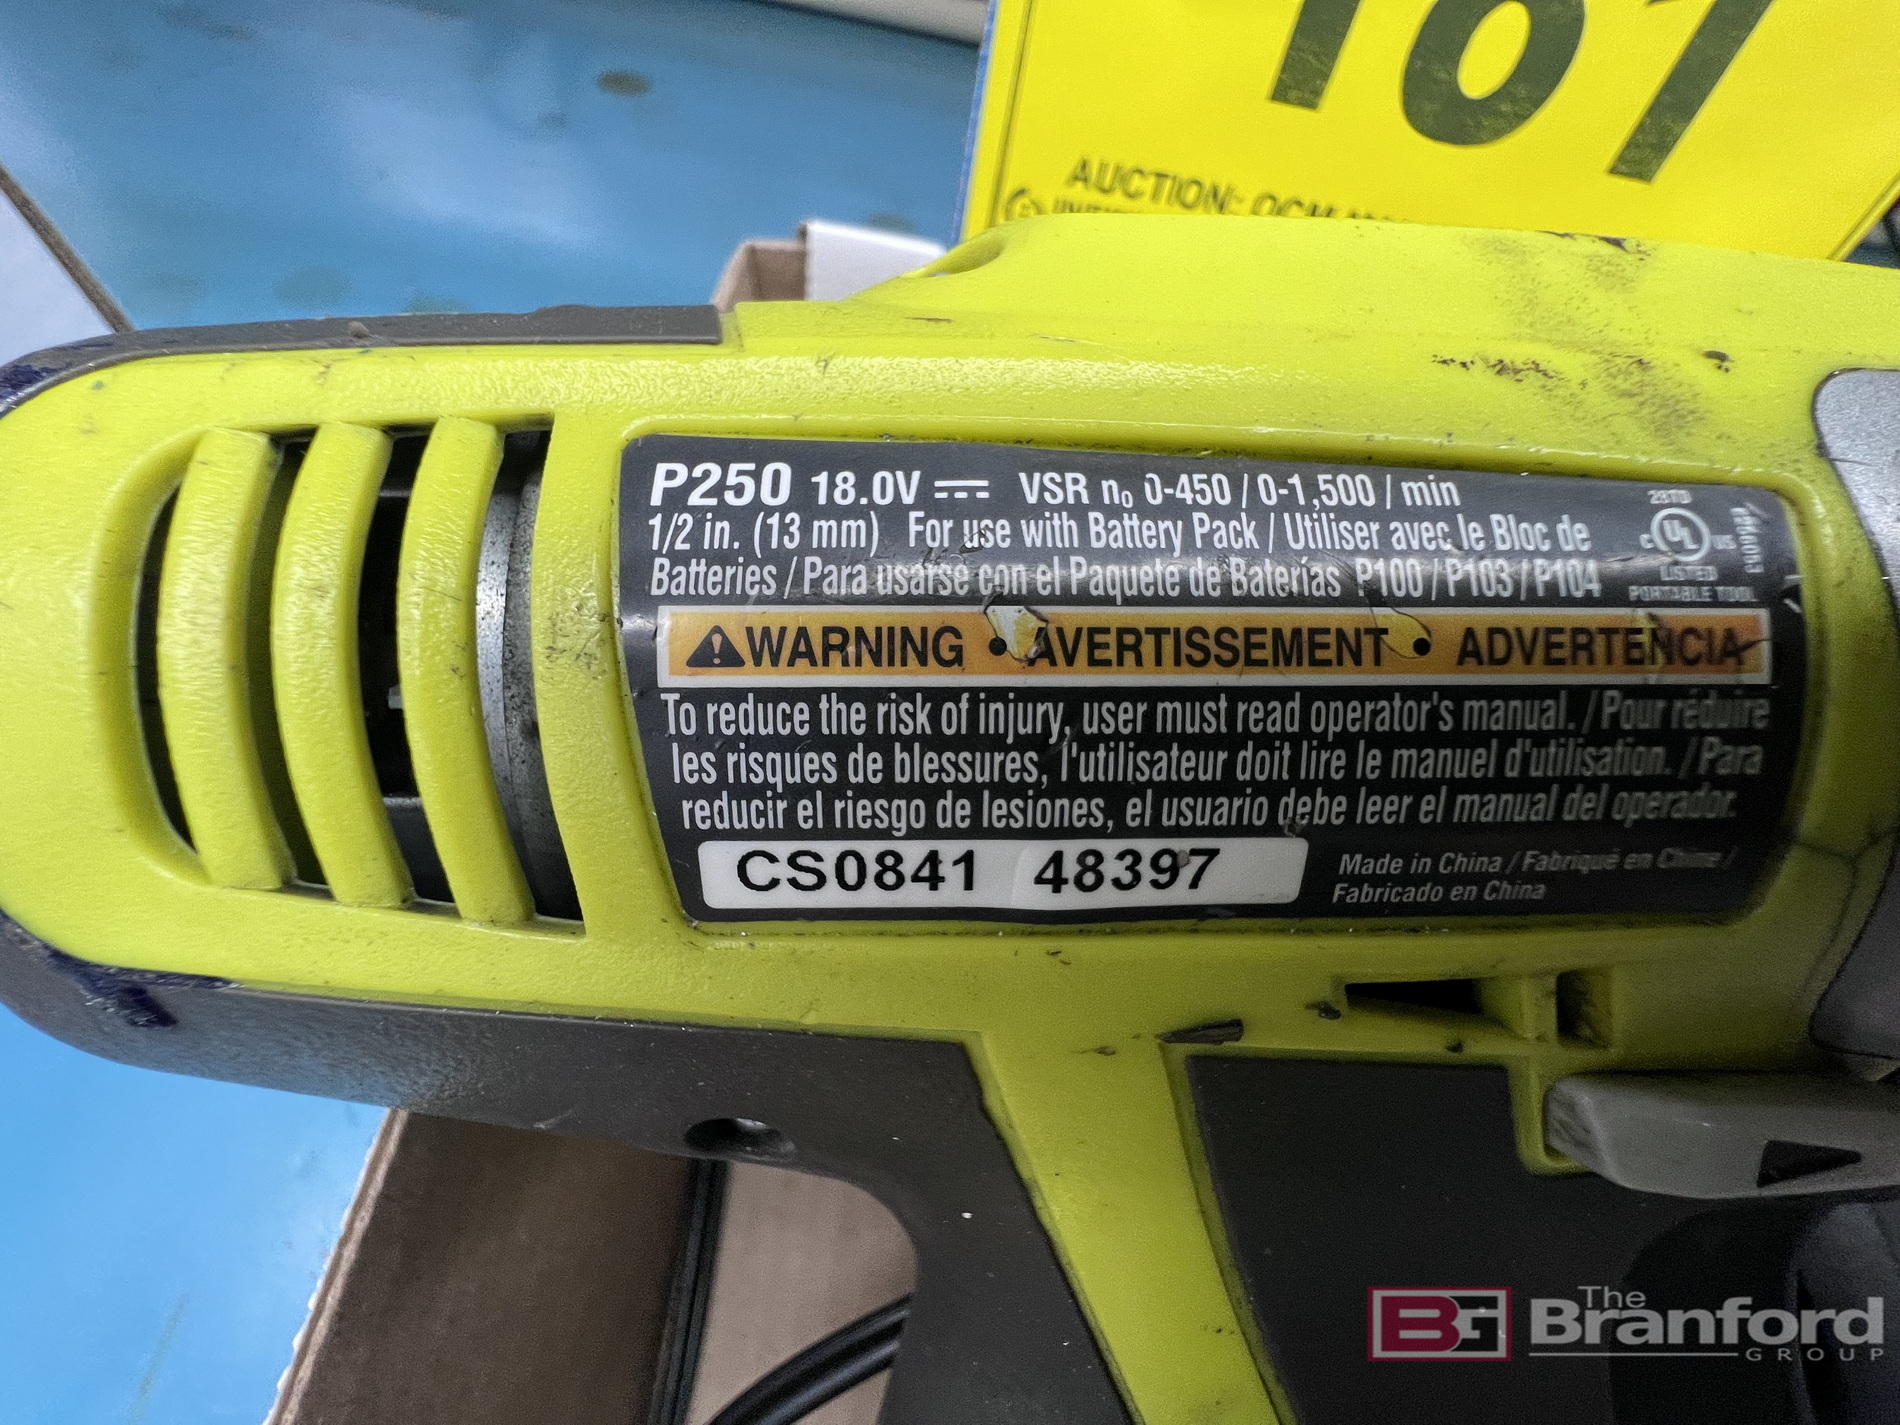 161
AUCTION:
P250 18.0V VSR n₀ 0-450 / 0-1,500 / min
1/2 in. (13 mm) For use with Battery Pack / Utiliser avec le Bloc de
Batteries / Para usarse con el Paquete de Baterías P100 / P103 / P104
28TD
C UL US
LISTED
PORTABLE TOOL
WARNING • AVERTISSEMENT • ADVERTENCIA
To reduce the risk of injury, user must read operator's manual. / Pour réduire
les risques de blessures, l'utilisateur doit lire le manuel d'utilisation. / Para
reducir el riesgo de lesiones, el usuario debe leer el manual del operador.
CS0841 48397
Made in China / Fabriqué en Chine /
Fabricado en China
BG The
Branford
GROUP